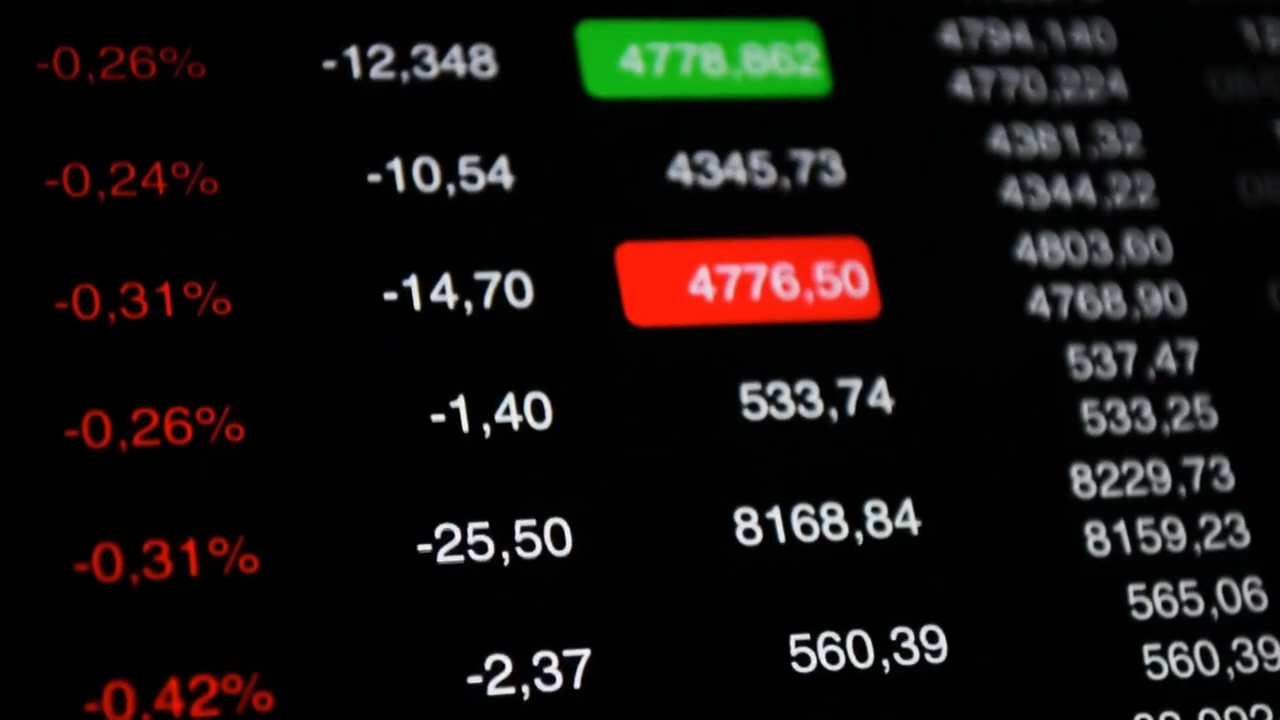 -0,26% -12,348 4778,862 4794,140
4770,224
-0,24% -10,54 4345,73 4381,32
4344,22
-0,31% -14,70 4776,50 4803,60
4768,90
-0,26% -1,40 533,74 537,47
533,25
-0,31% -25,50 8168,84 8229,73
8159,23
-0,42% -2,37 560,39 565,06
560,39